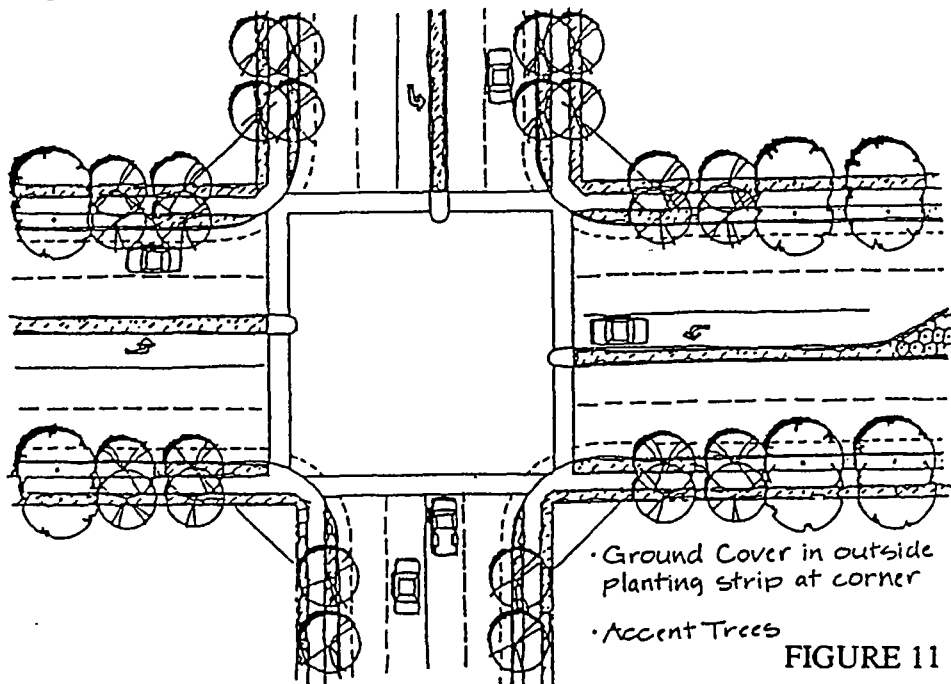 · Ground Cover in outside
planting strip at corner
· Accent Trees
FIGURE 11